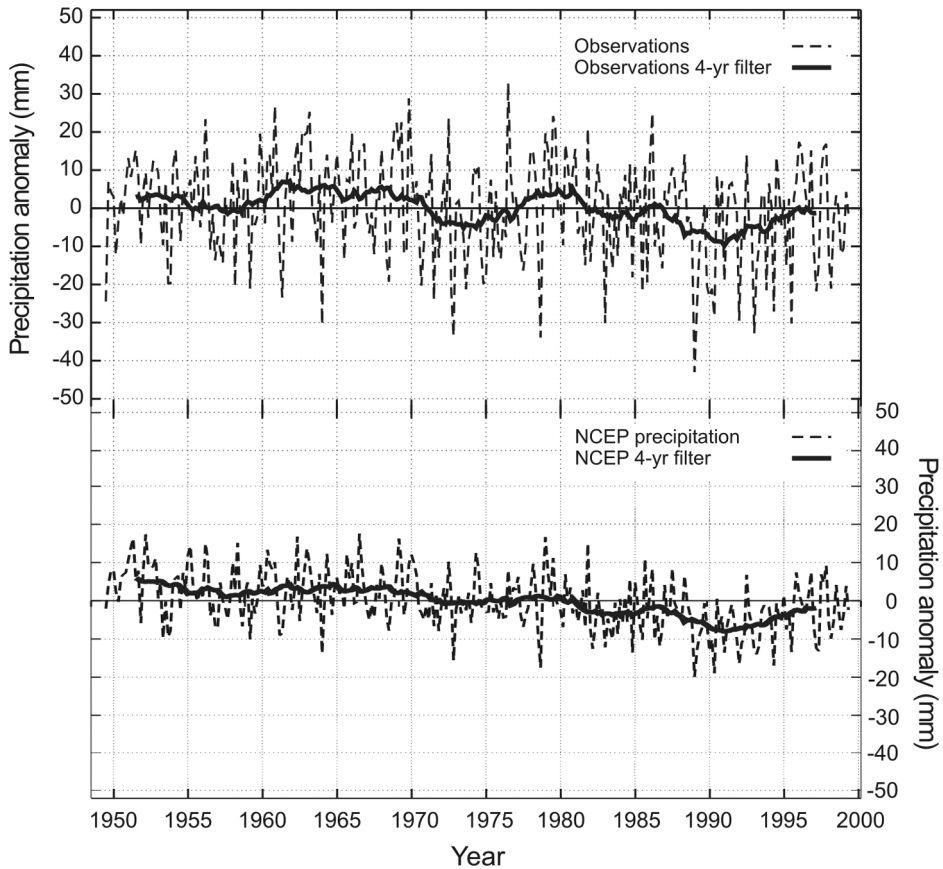 50
40
30
20
10
0
-10
-20
-30
-40
-50
Precipitation anomaly (mm)
Observations
Observations 4-yr filter
50
40
30
20
10
0
-10
-20
-30
-40
-50
Precipitation anomaly (mm)
NCEP precipitation
NCEP 4-yr filter
1950 1955 1960 1965 1970 1975 1980 1985 1990 1995 2000
Year